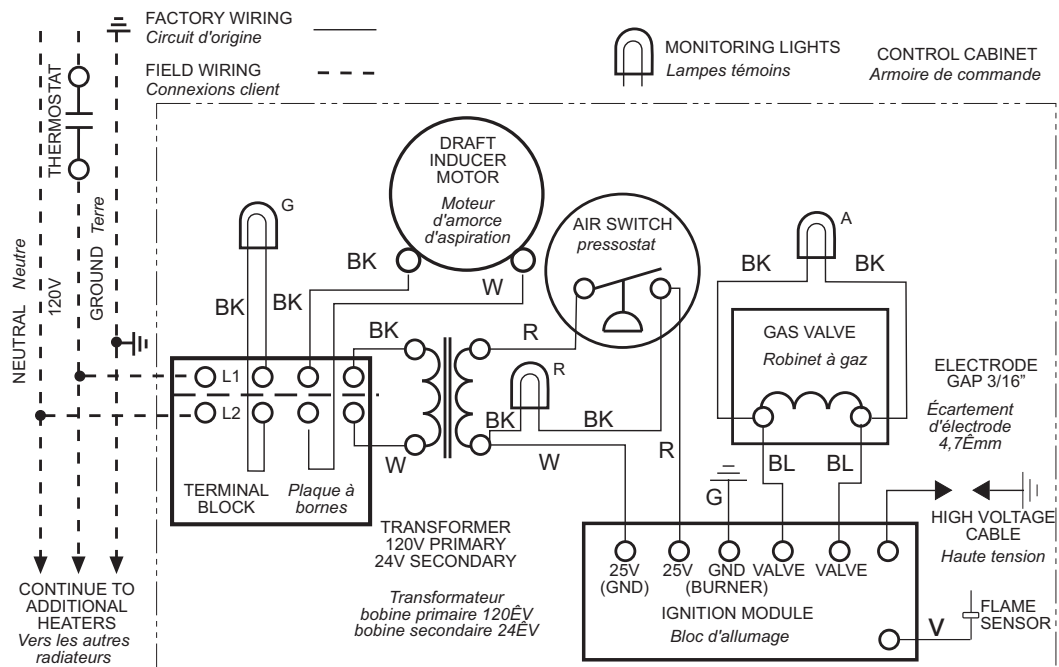 FACTORY WIRING
Circuit d'origine
FIELD WIRING
Connexions client
MONITORING LIGHTS
Lampes témoins
CONTROL CABINET
Armoire de commande
THERMOSTAT
NEUTRAL Neutre
120V
GROUND Terre
DRAFT
INDUCER
MOTOR
Moteur
d'amorce
d'aspiration
AIR SWITCH
pressostat
G
A
BK
BK
BK
W
BK
BK
GAS VALVE
Robinet à gaz
BK
R
R
L1
L2
BK
BK
W
W
R
BL
BL
G
ELECTRODE
GAP 3/16”
Écartement
d'électrode
4,7Êmm
TERMINAL
BLOCK
Plaque à
bornes
TRANSFORMER
120V PRIMARY
24V SECONDARY
Transformateur
bobine primaire 120ÊV
bobine secondaire 24ÊV
HIGH VOLTAGE
CABLE
Haute tension
25V
(GND)
25V
GND
(BURNER)
VALVE
VALVE
IGNITION MODULE
Bloc d'allumage
V
FLAME
SENSOR
CONTINUE TO
ADDITIONAL
HEATERS
Vers les autres
radiateurs